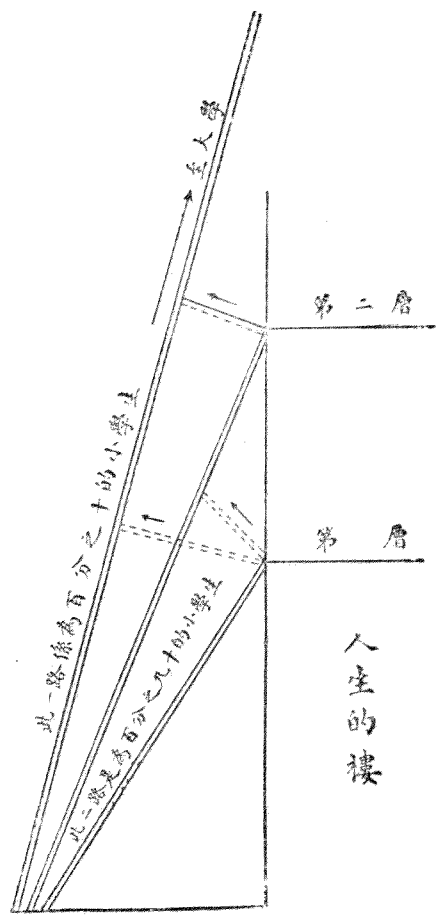 至大學
第二層
此一路係為百分之十的小學生
第 層
此二路是為百分之九十的小學生
人生的樓